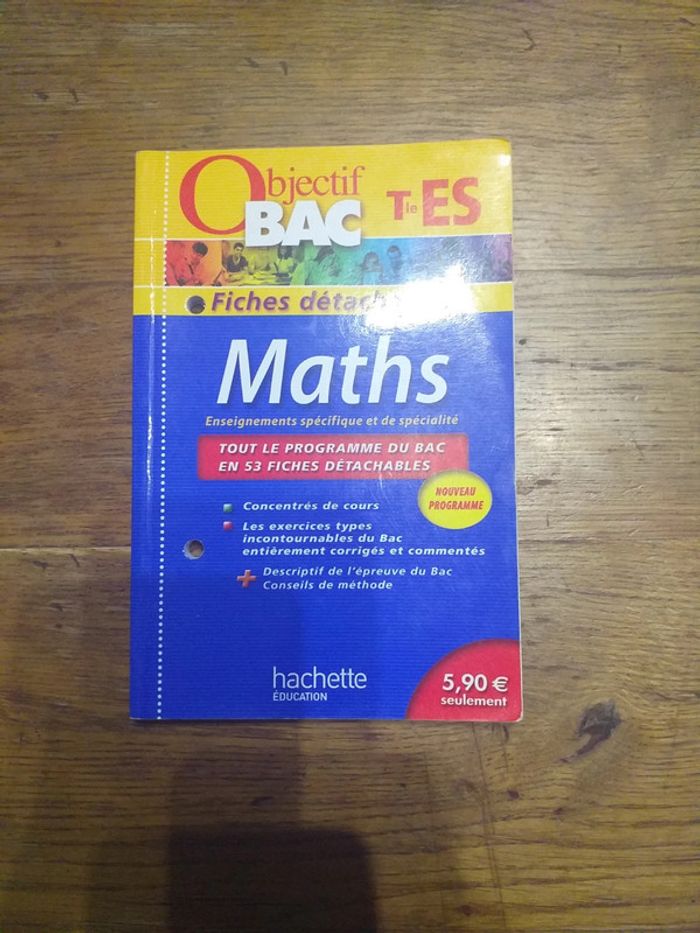 Objectif
BAC
Tle ES
Fiches détach
Maths
Enseignements spécifique et de spécialité
TOUT LE PROGRAMME DU BAC
EN 53 FICHES DÉTACHABLES
NOUVEAU
PROGRAMME
Concentrés de cours
Les exercices types
incontournables du Bac
entièrement corrigés et commentés
+ Descriptif de l'épreuve du Bac
Conseils de méthode
hachette
ÉDUCATION
5,90 €
seulement